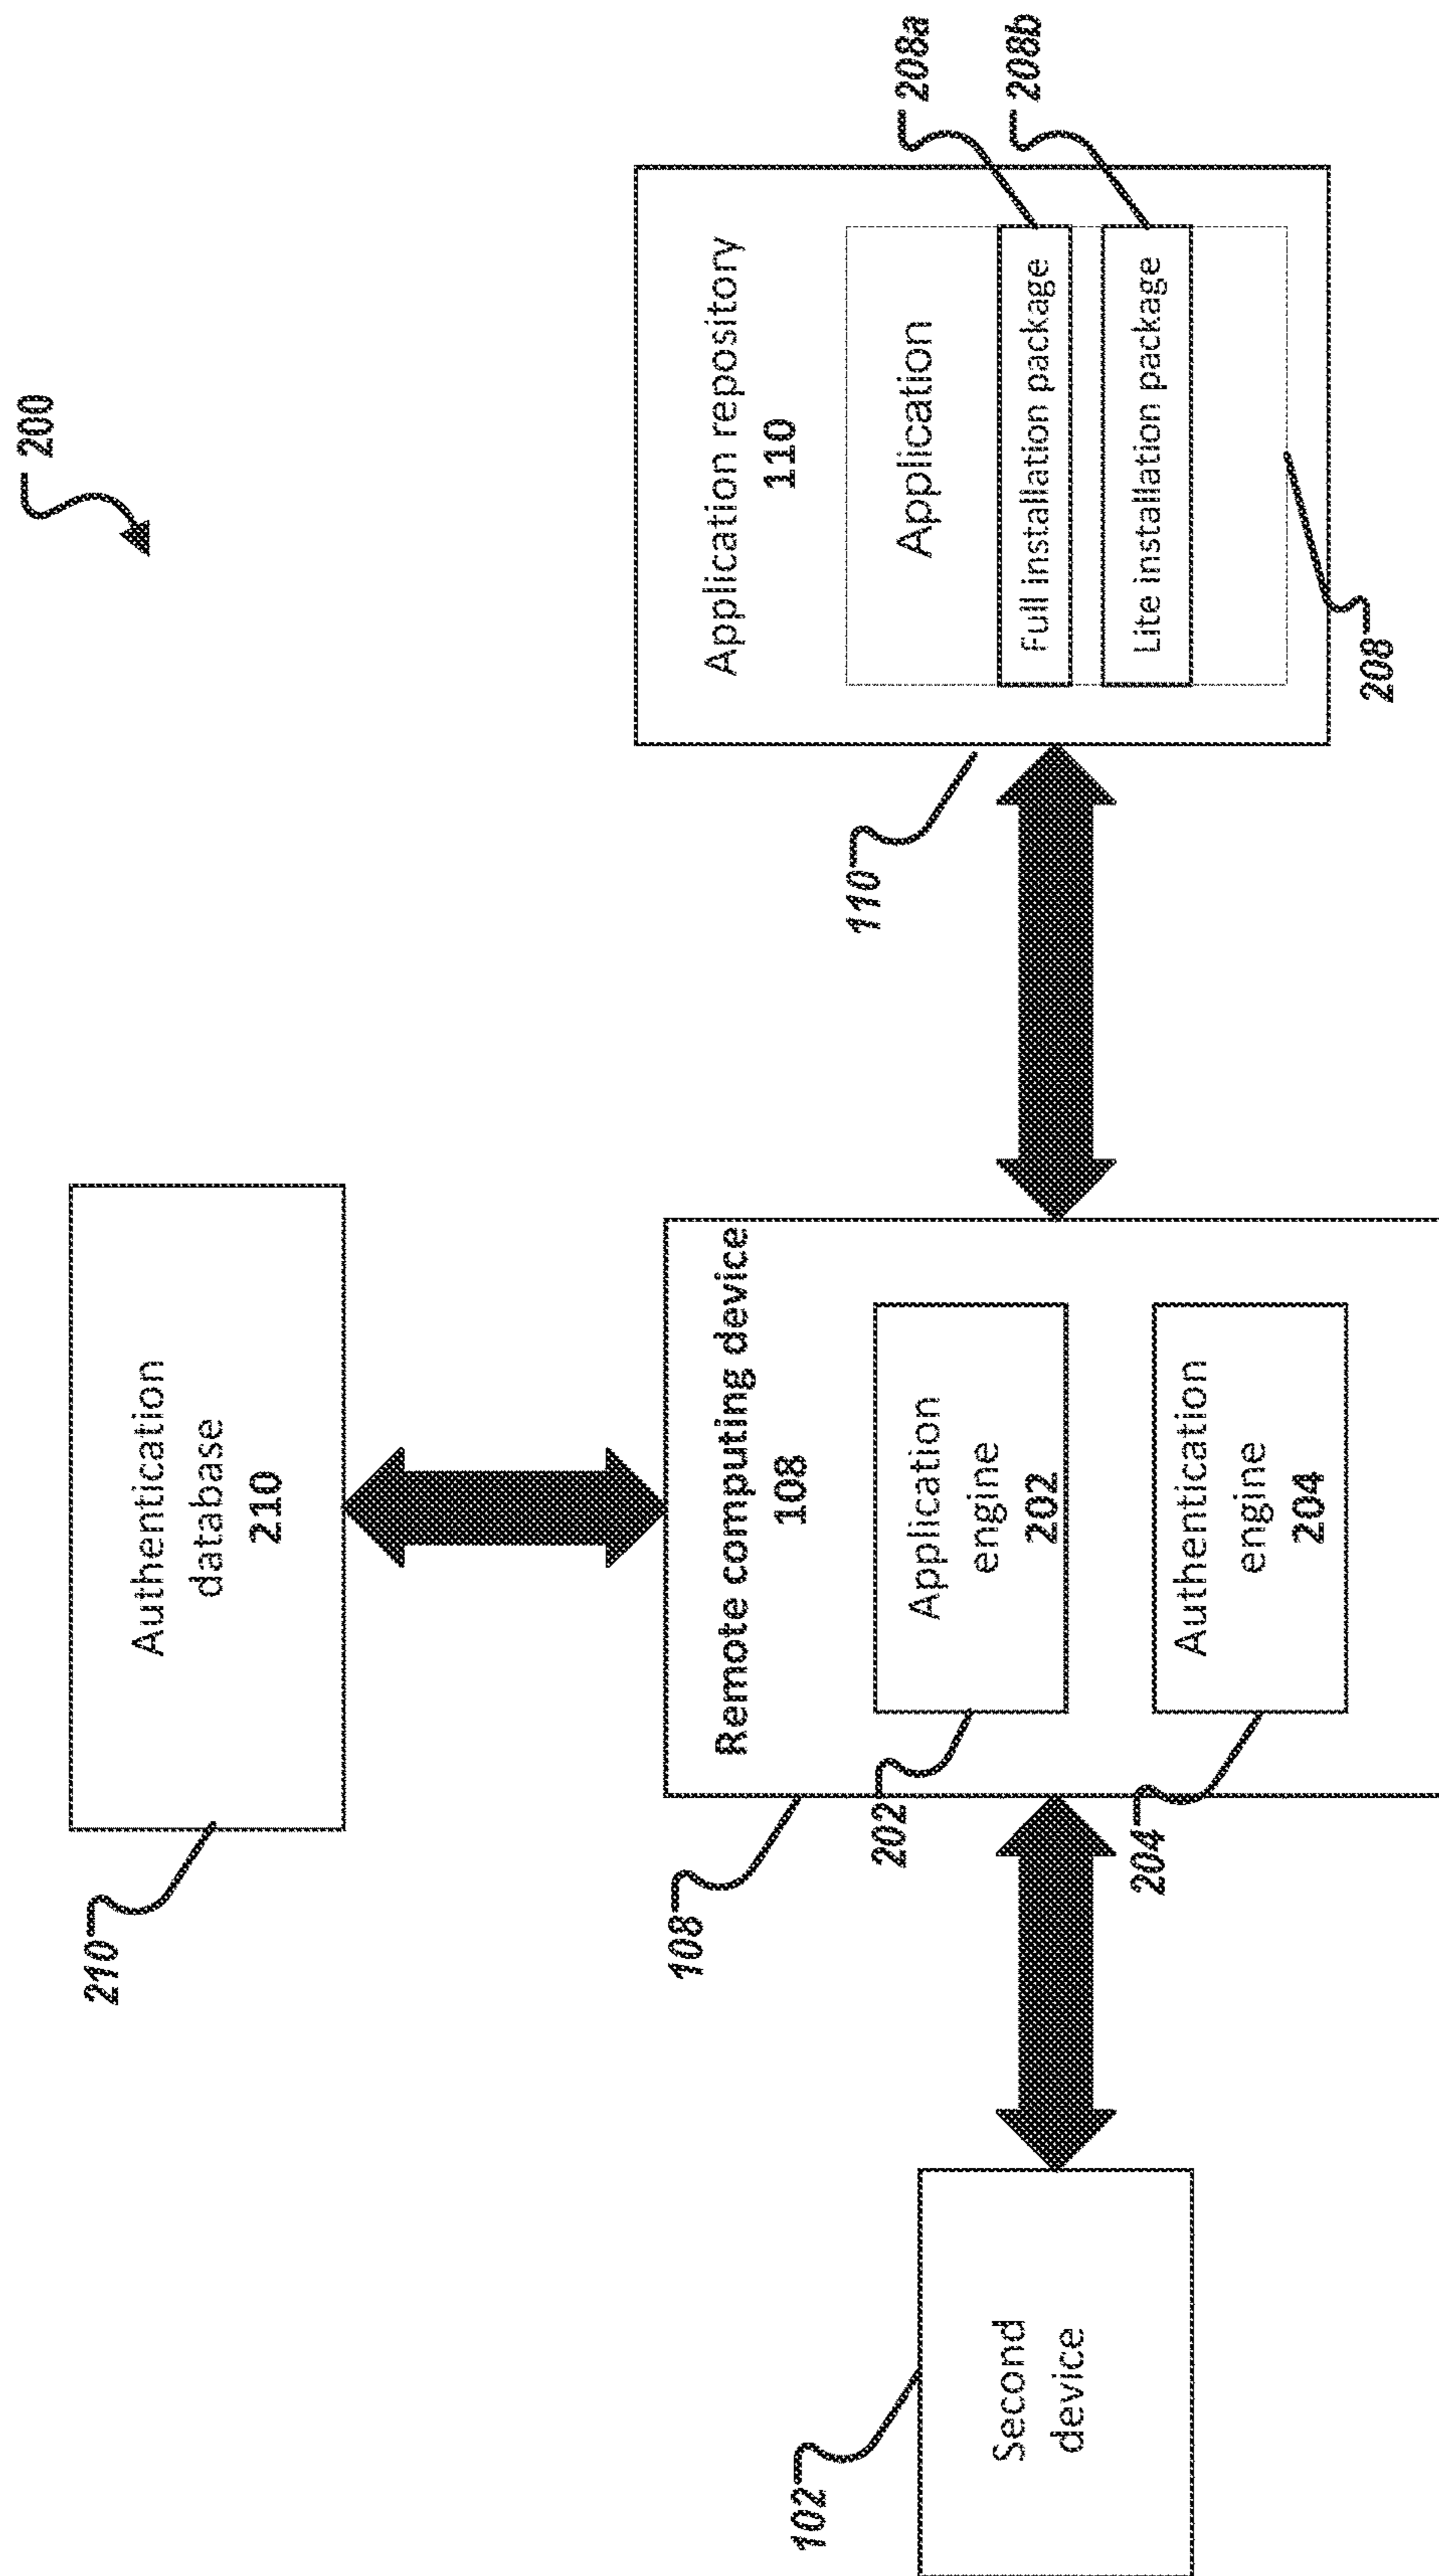 200
210
Authentication
database
210
108
Remote computing device
108
202
Application
engine
202
204
Authentication
engine
204
102
Second
device
110
Application repository
110
Application
Full installation package
Lite installation package
208a
208b
208